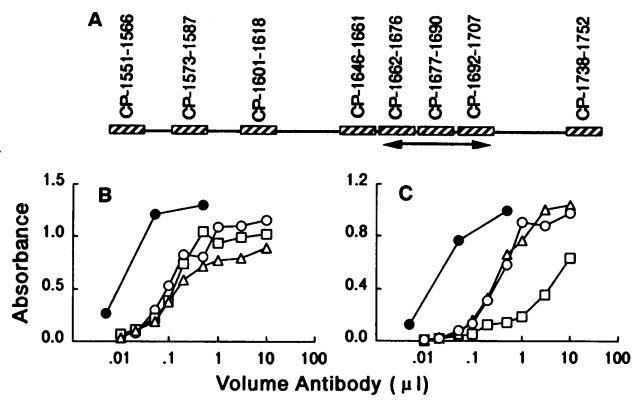 A
CP-1551-1566
CP-1573-1587
CP-1601-1618
CP-1646-1661
CP-1662-1676
CP-1677-1690
CP-1692-1707
CP-1738-1752
B
C
Absorbance
1.5
1.0
0.5
0.0
.01 .1 1 10 100
1.2
0.8
0.4
0.0
.01 .1 1 10 100
Volume Antibody (µl)